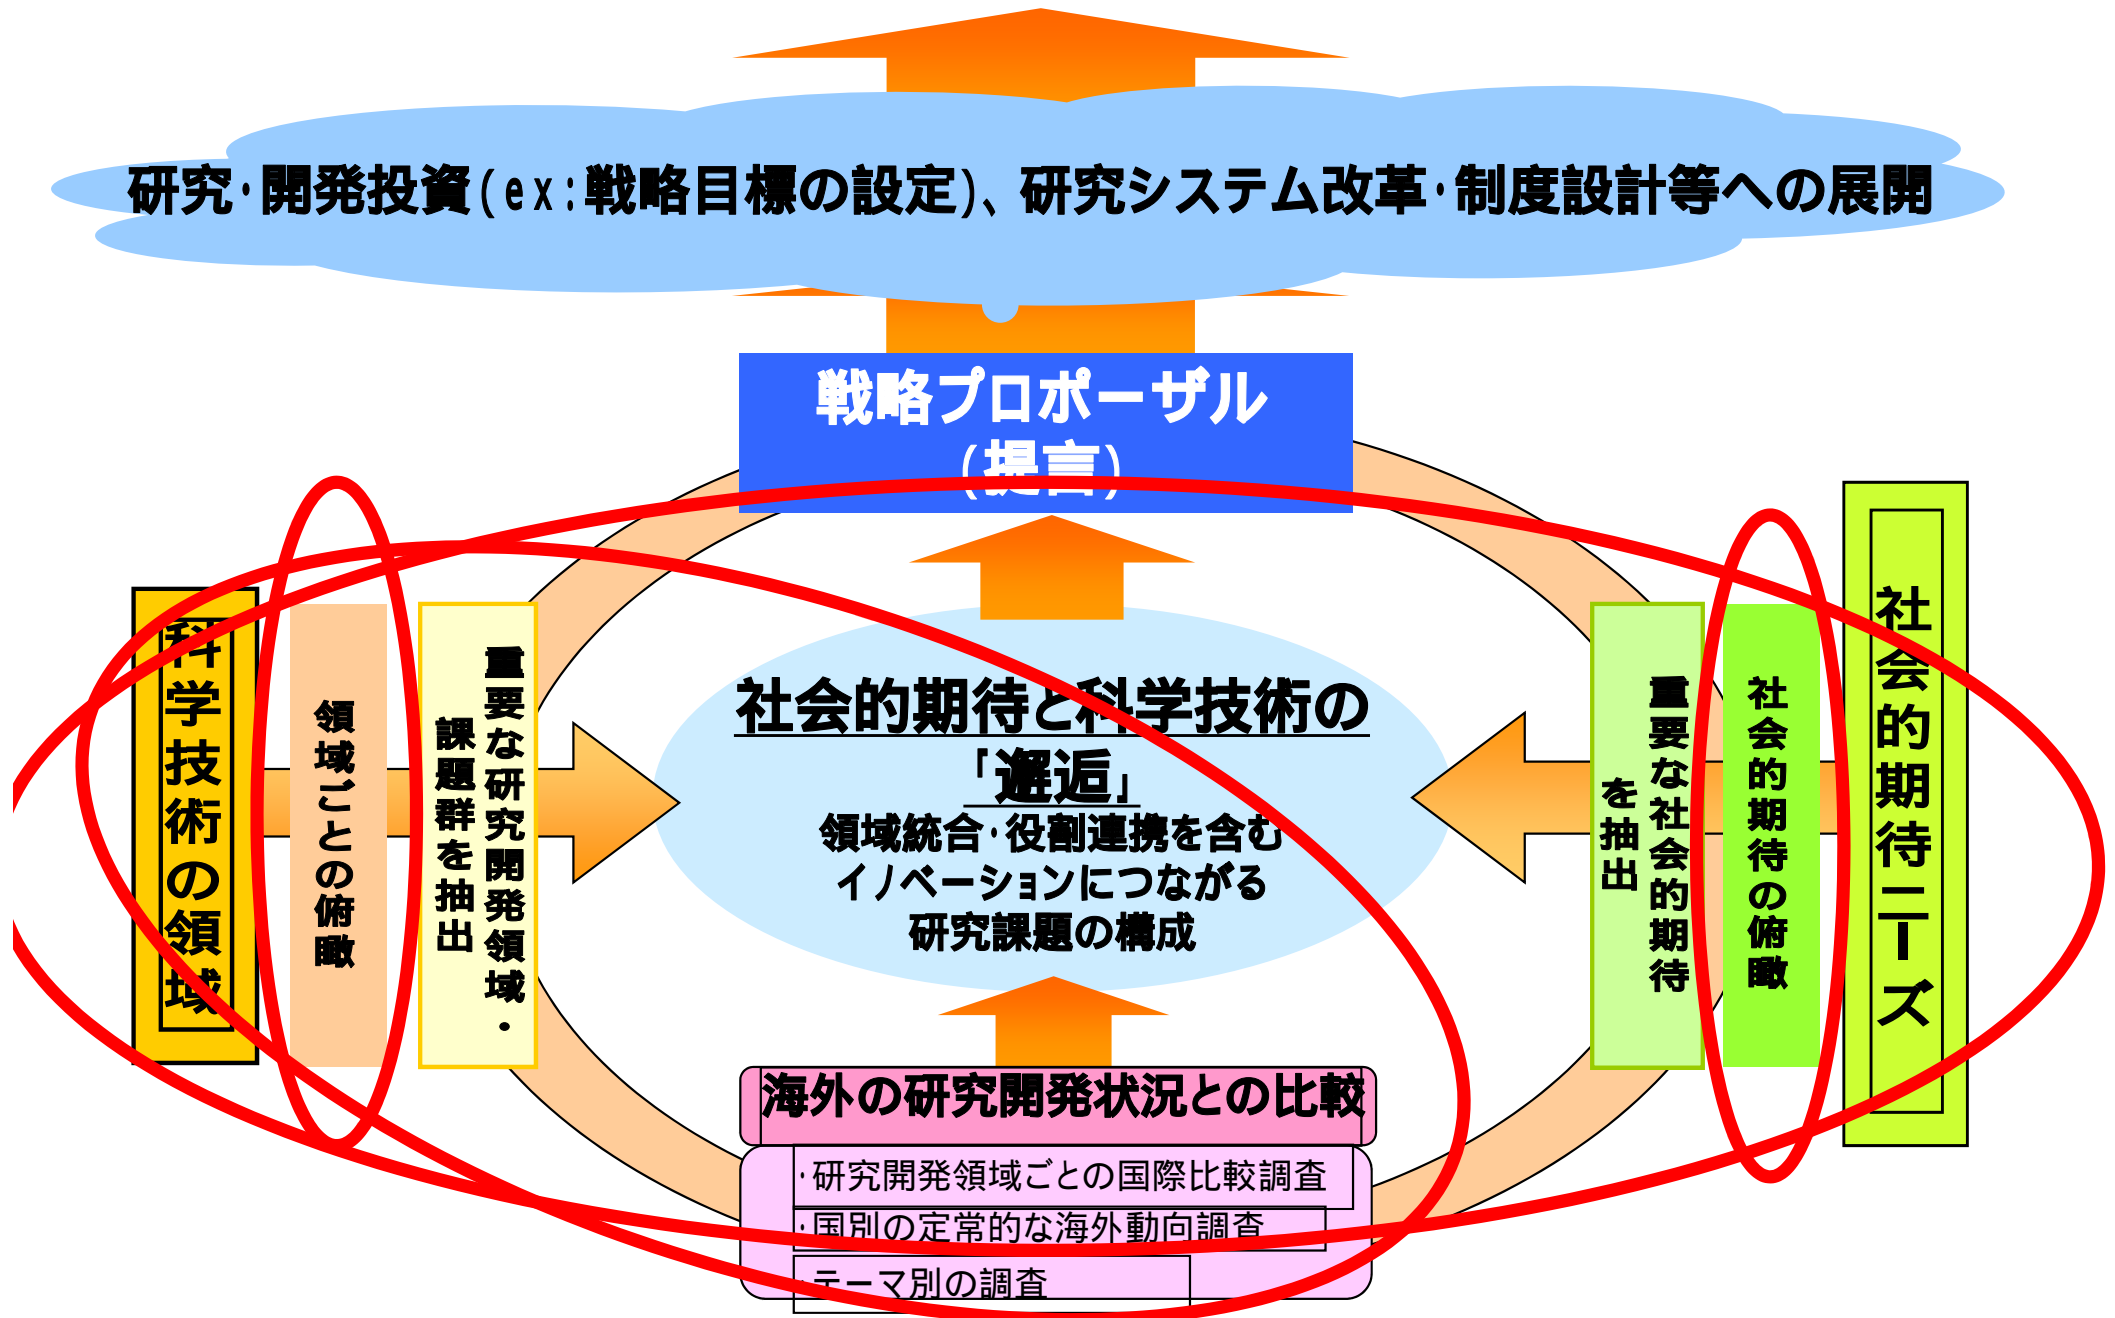 研究・開発投資(ex:戦略目標の設定)、研究システム改革・制度設計等への展開
戦略プロポーザル
(提言)
科学技術の領域
領域ごとの俯瞰
重要な研究開発領域・
課題群を抽出
社会的期待と科学技術の
「邂逅」
領域統合・役割連携を含む
イノベーションにつながる
研究課題の構成
重要な社会的期待
を抽出
社会的期待の俯瞰
社会的期待ニーズ
海外の研究開発状況との比較
・研究開発領域ごとの国際比較調査
・国別の定常的な海外動向調査
・テーマ別の調査